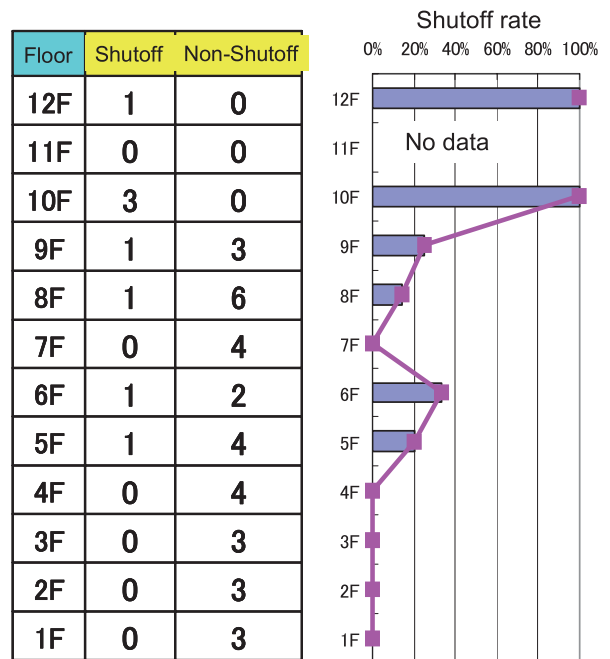 Shutoff rate
Floor Shutoff Non-Shutoff
0% 20% 40% 60% 80% 100%
12F 1 0
11F 0 0
10F 3 0
9F 1 3
8F 1 6
7F 0 4
6F 1 2
5F 1 4
4F 0 4
3F 0 3
2F 0 3
1F 0 3
12F
11F No data
10F
9F
8F
7F
6F
5F
4F
3F
2F
1F